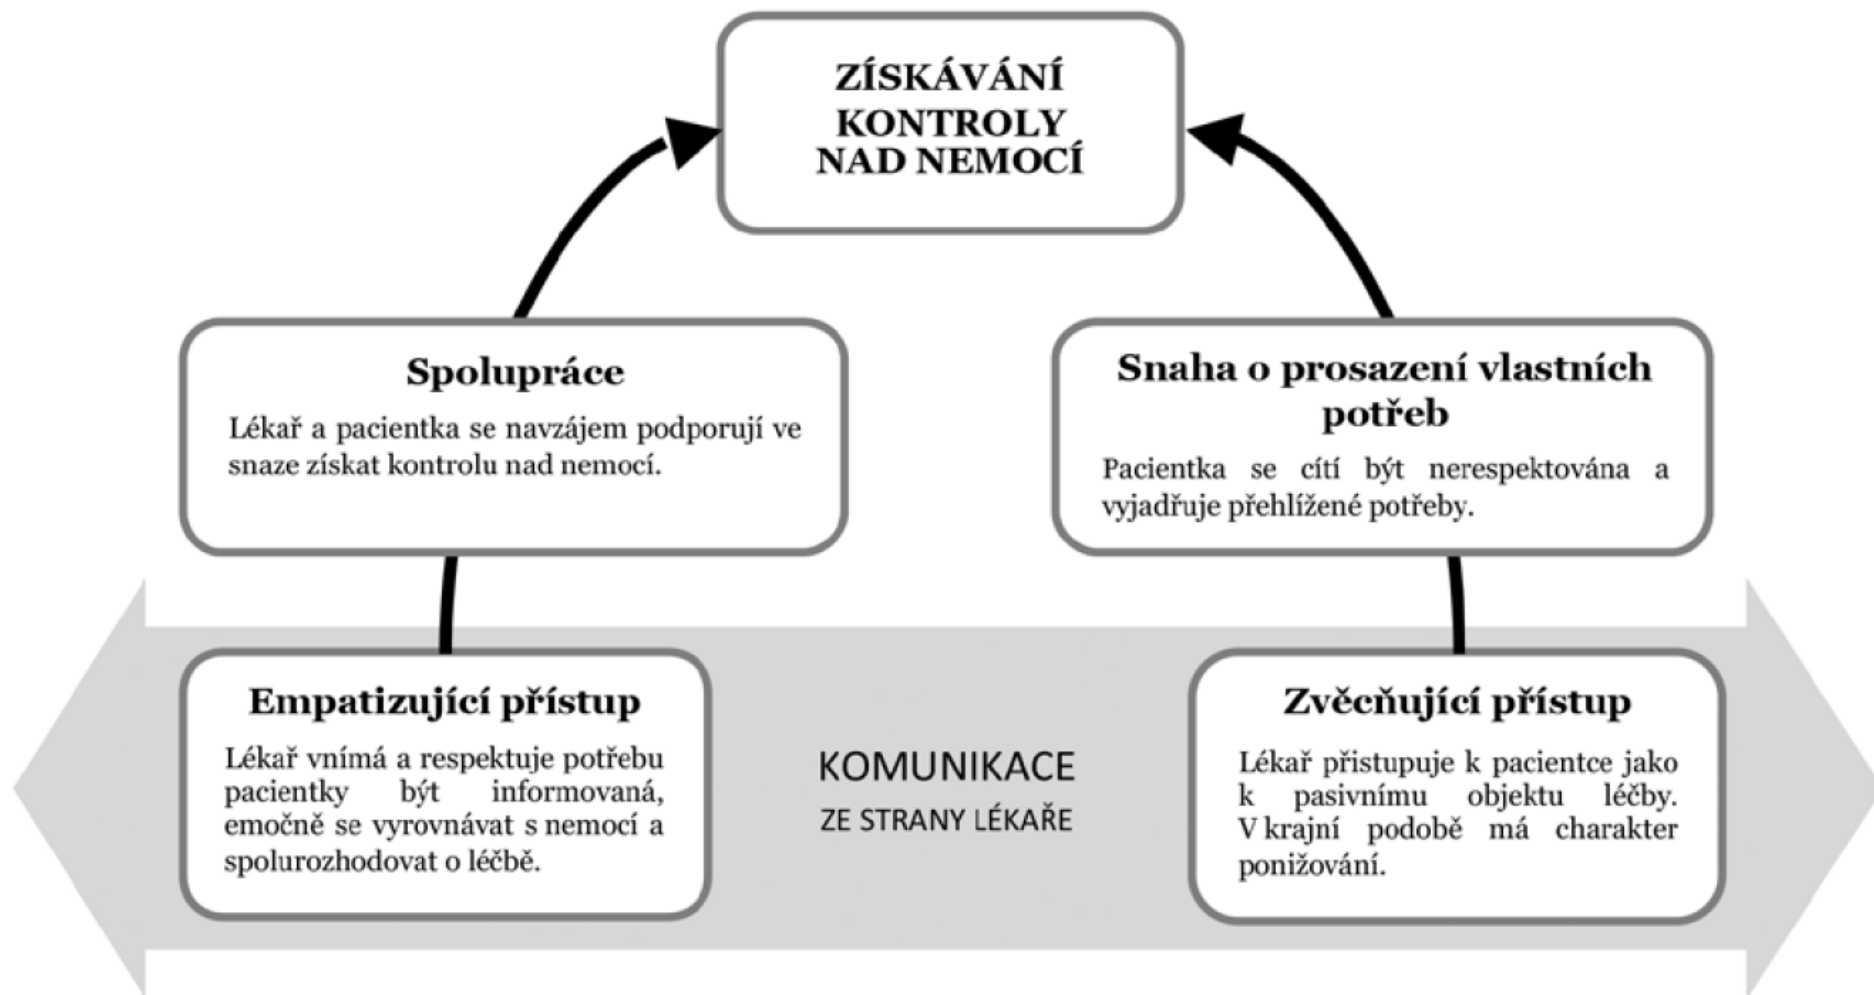 ZÍSKÁVÁNÍ
KONTROLY
NAD NEMOCÍ
Spolupráce
Lékař a pacientka se navzájem podporují ve
snaze získat kontrolu nad nemocí.
Snaha o prosazení vlastních
potřeb
Pacientka se cítí být nerespektována a
vyjadřuje přehlížené potřeby.
Empatizující přístup
Lékař vnímá a respektuje potřebu
pacientky být informovaná,
emočně se vyrovnávat s nemocí a
spolurozhodovat o léčbě.
KOMUNIKACE
ZE STRANY LÉKAŘE
Zvěcňující přístup
Lékař přistupuje k pacientce jako
k pasivnímu objektu léčby.
V krajní podobě má charakter
ponižování.